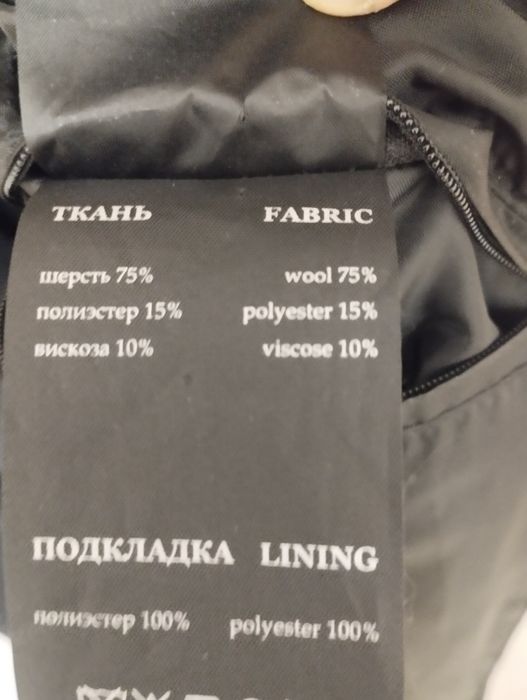 ТКАНЬ FABRIC
шерсть 75% wool 75%
полиэстер 15% polyester 15%
вискоза 10% viscose 10%
ПОДКЛАДКА LINING
полиэстер 100% polyester 100%